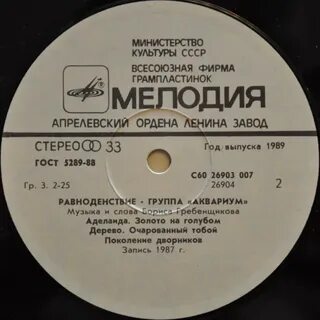 МИНИСТЕРСТВО
КУЛЬТУРЫ СССР
ВСЕСОЮЗНАЯ ФИРМА
ГРАМПЛАСТИНОК
МЕЛОДИЯ
АПРЕЛЕВСКИЙ ОРДЕНА ЛЕНИНА ЗАВОД
СТЕРЕО 33
Год. выпуска 1989
ГОСТ 5289-88
С60 26903 007
Гр. 3. 2-25
26904
2
РАВНОДЕНСТВИЕ • ГРУППА «АКВАРИУМ»
Музыка и слова Бориса Гребенщикова
Аделаида. Золото на голубом
Дерево. Очарованный тобой
Поколение дворников
Запись 1987 г.